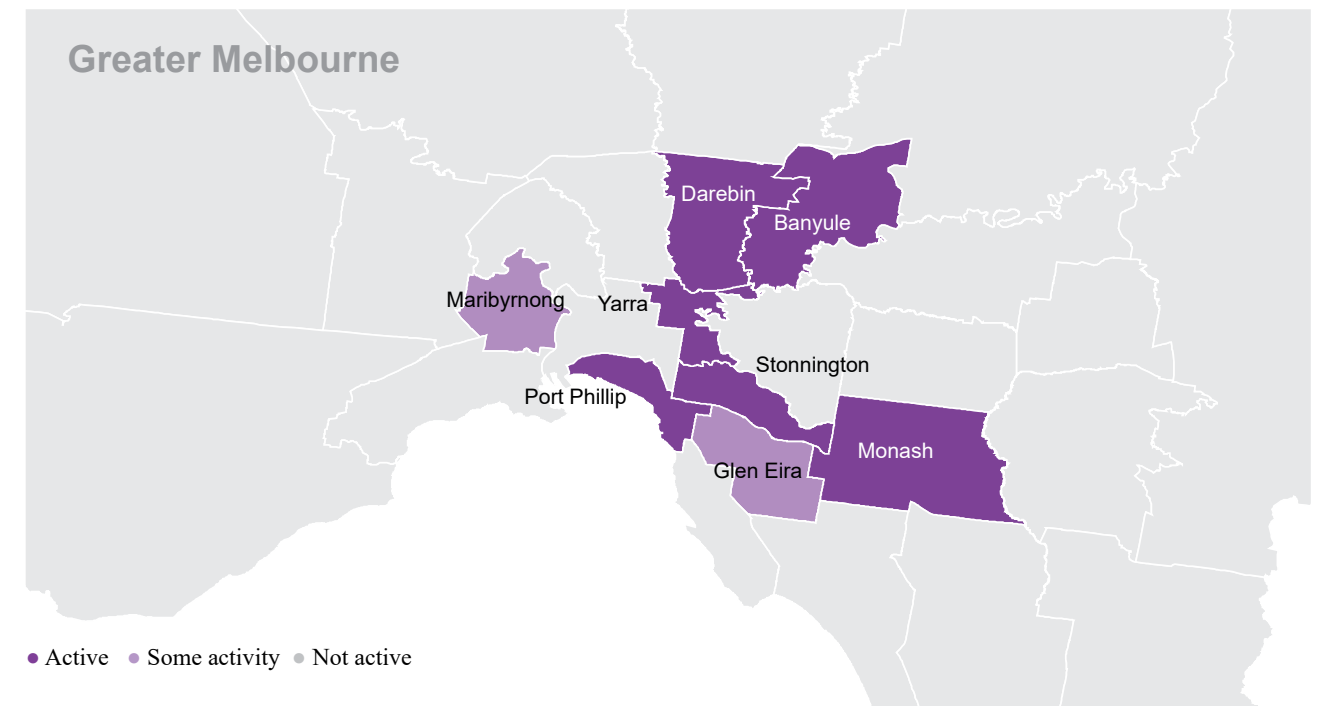 Greater Melbourne
Darebin
Banyule
Maribyrnong
Yarra
Stonnington
Port Phillip
Monash
Glen Eira
Active
Some activity
Not active